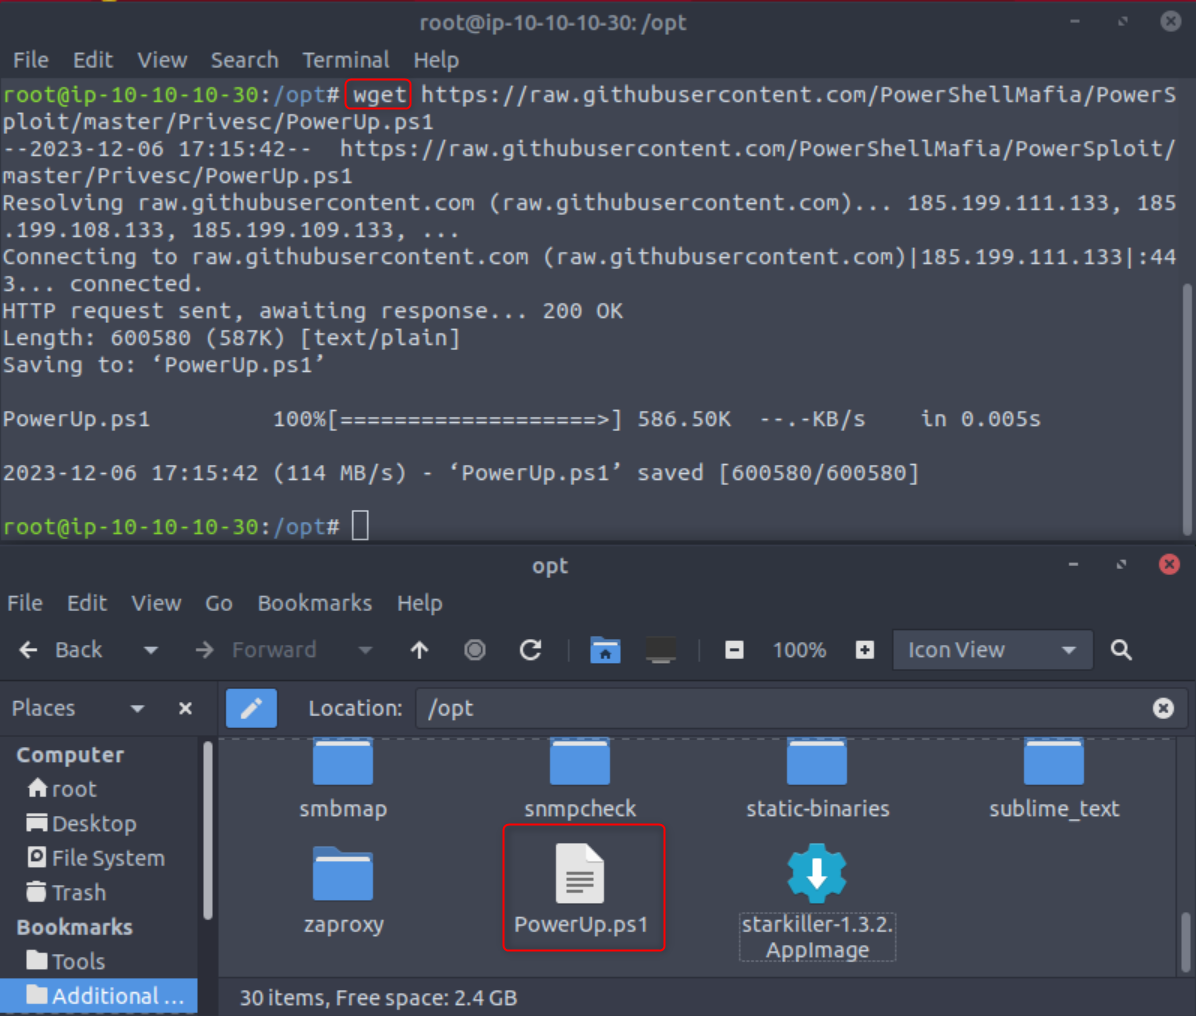 root@ip-10-10-10-30: /opt
File Edit View Search Terminal Help
root@ip-10-10-10-30:/opt# wget https://raw.githubusercontent.com/PowerShellMafia/PowerS
ploit/master/Privesc/PowerUp.ps1
--2023-12-06 17:15:42--  https://raw.githubusercontent.com/PowerShellMafia/PowerSploit/
master/Privesc/PowerUp.ps1
Resolving raw.githubusercontent.com (raw.githubusercontent.com)... 185.199.111.133, 185
.199.108.133, 185.199.109.133, ...
Connecting to raw.githubusercontent.com (raw.githubusercontent.com)|185.199.111.133|:44
3... connected.
HTTP request sent, awaiting response... 200 OK
Length: 600580 (587K) [text/plain]
Saving to: ‘PowerUp.ps1’
PowerUp.ps1         100%[===================>] 586.50K  --.-KB/s    in 0.005s
2023-12-06 17:15:42 (114 MB/s) - ‘PowerUp.ps1’ saved [600580/600580]
root@ip-10-10-10-30:/opt#
opt
File Edit View Go Bookmarks Help
Back Forward 100% Icon View
Places Location: /opt
Computer
root
Desktop
File System
Trash
Bookmarks
Tools
Additional ...
smbmap snmpcheck static-binaries sublime_text
zaproxy PowerUp.ps1 starkiller-1.3.2.
AppImage
30 items, Free space: 2.4 GB